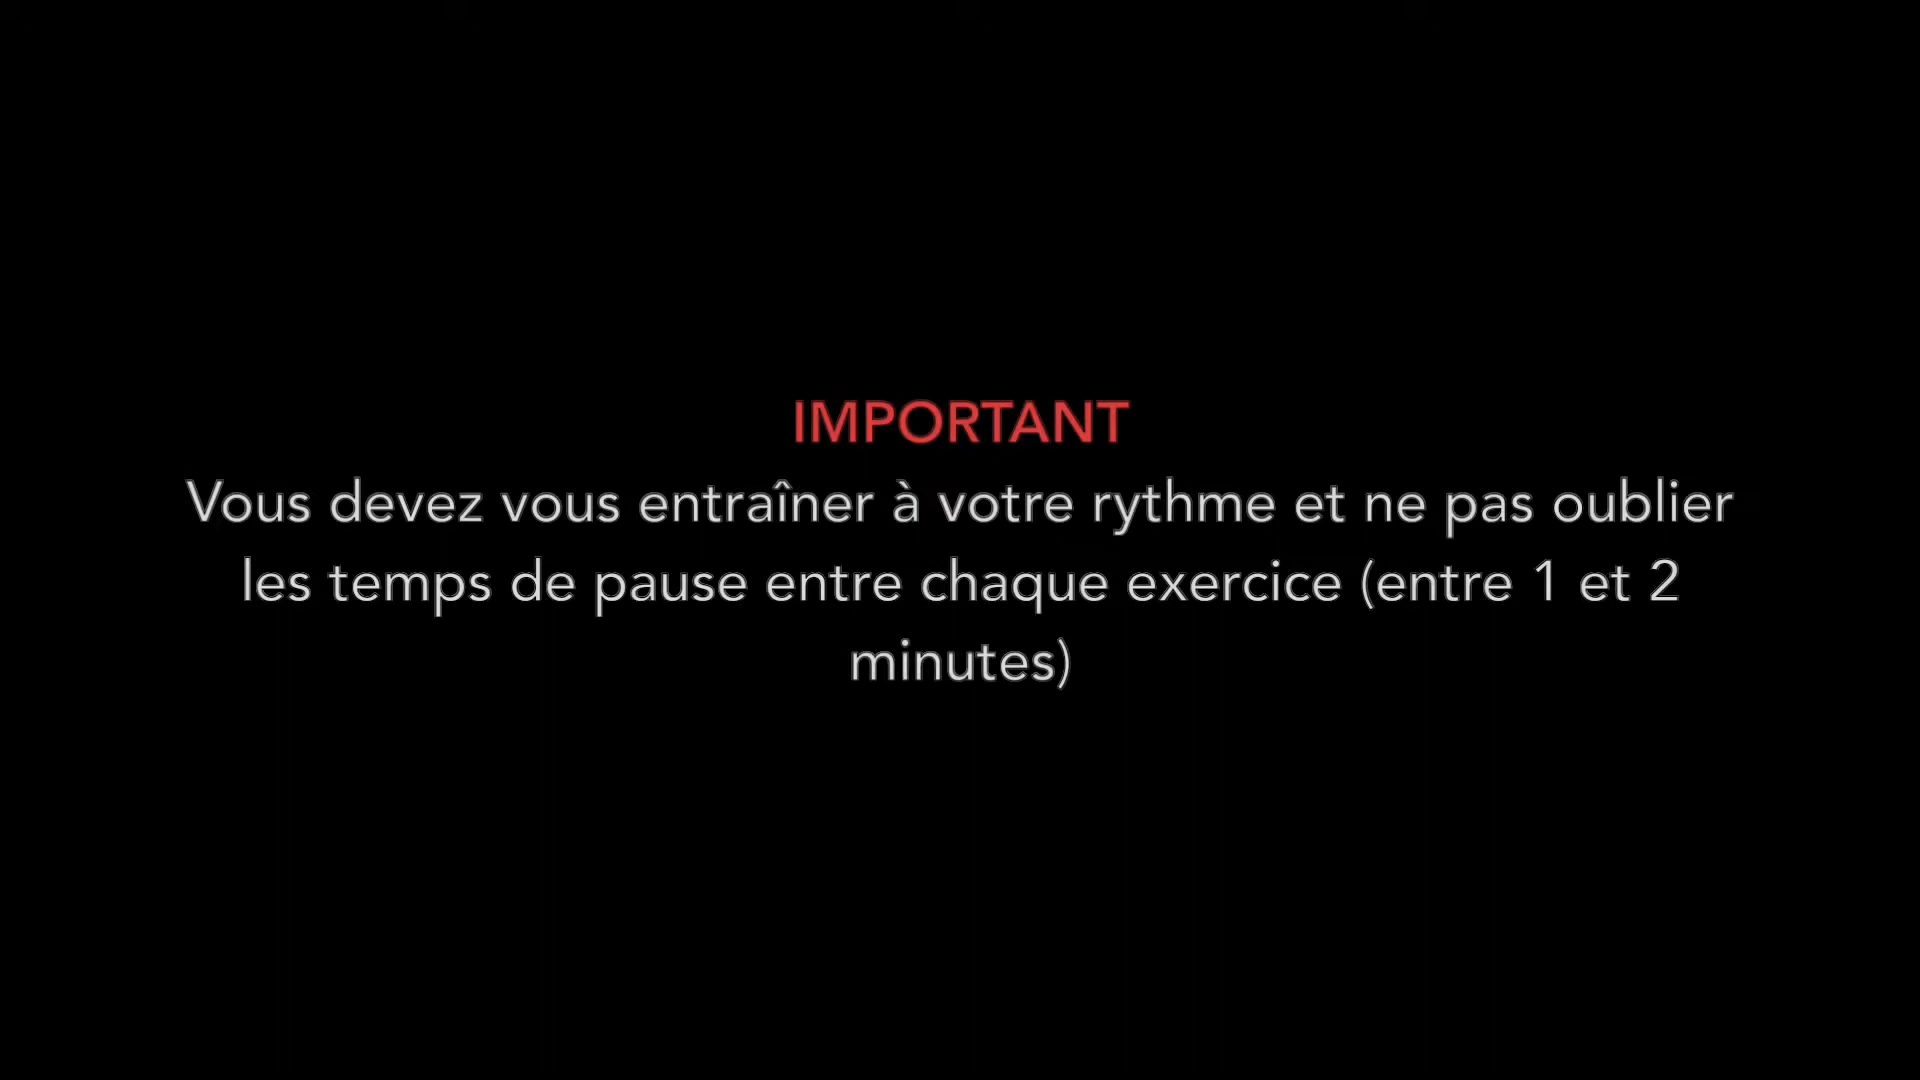 IMPORTANT
Vous devez vous entraîner à votre rythme et ne pas oublier
les temps de pause entre chaque exercice (entre 1 et 2
minutes)